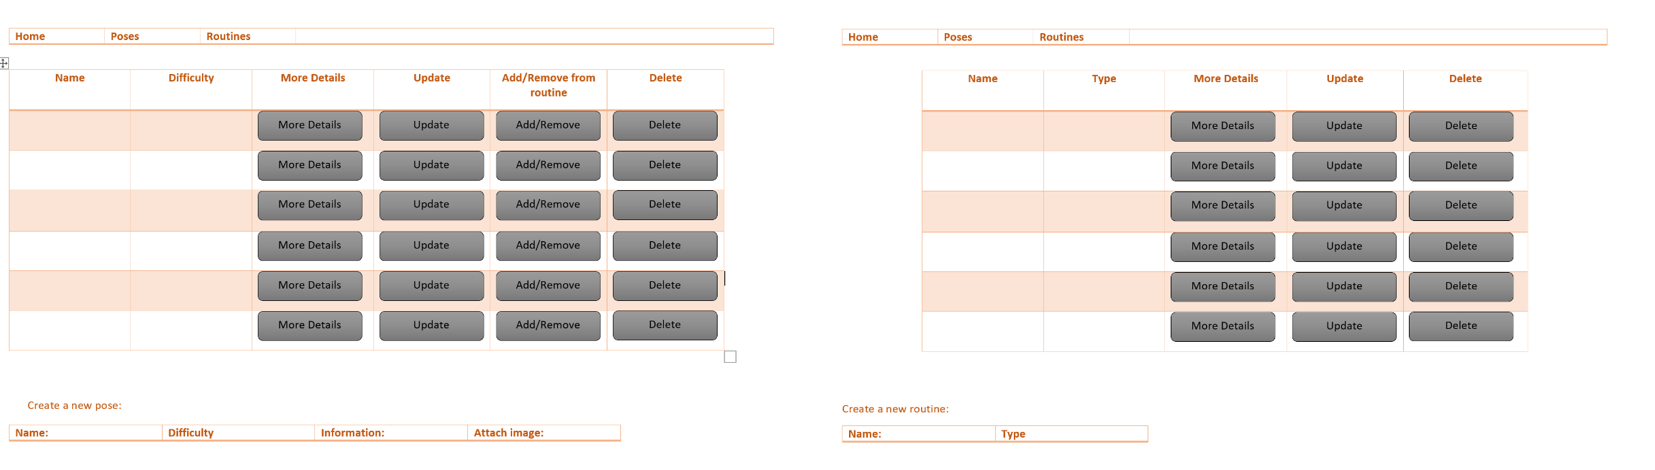 Home Poses Routines
Name Difficulty More Details Update Add/Remove from routine Delete
More Details Update Add/Remove Delete
More Details Update Add/Remove Delete
More Details Update Add/Remove Delete
More Details Update Add/Remove Delete
More Details Update Add/Remove Delete
More Details Update Add/Remove Delete
Create a new pose:
Name: Difficulty Information: Attach image:
Home Poses Routines
Name Type More Details Update Delete
More Details Update Delete
More Details Update Delete
More Details Update Delete
More Details Update Delete
More Details Update Delete
More Details Update Delete
Create a new routine:
Name: Type